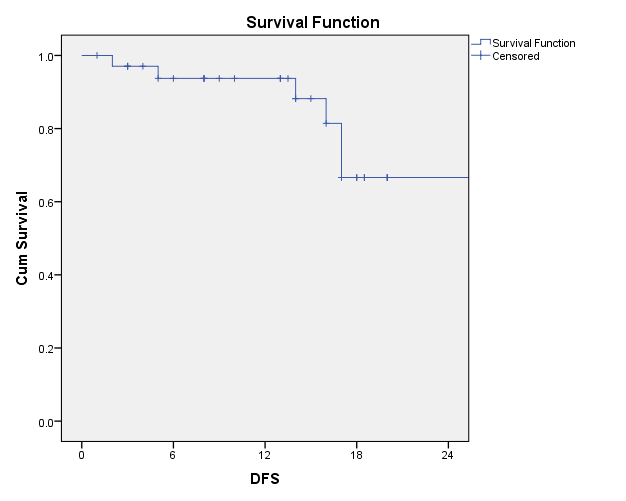 Survival Function
Survival Function
Censored
1.0
0.8
0.6
0.4
0.2
0.0
Cum Survival
0 6 12 18 24
DFS